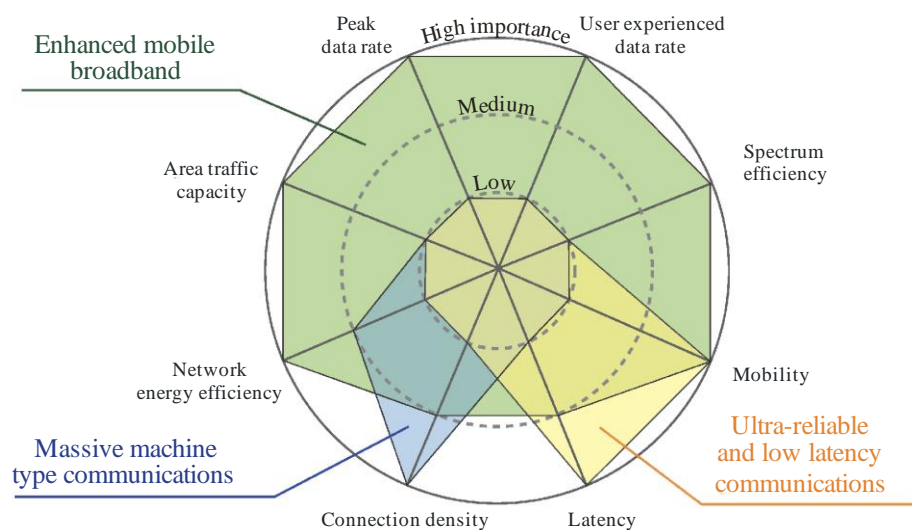 Peak
data rate
High importance
User experienced
data rate
Enhanced mobile
broadband
Medium
Area traffic
capacity
Low
Spectrum
efficiency
Network
energy efficiency
Mobility
Massive machine
type communications
Ultra-reliable
and low latency
communications
Connection density
Latency